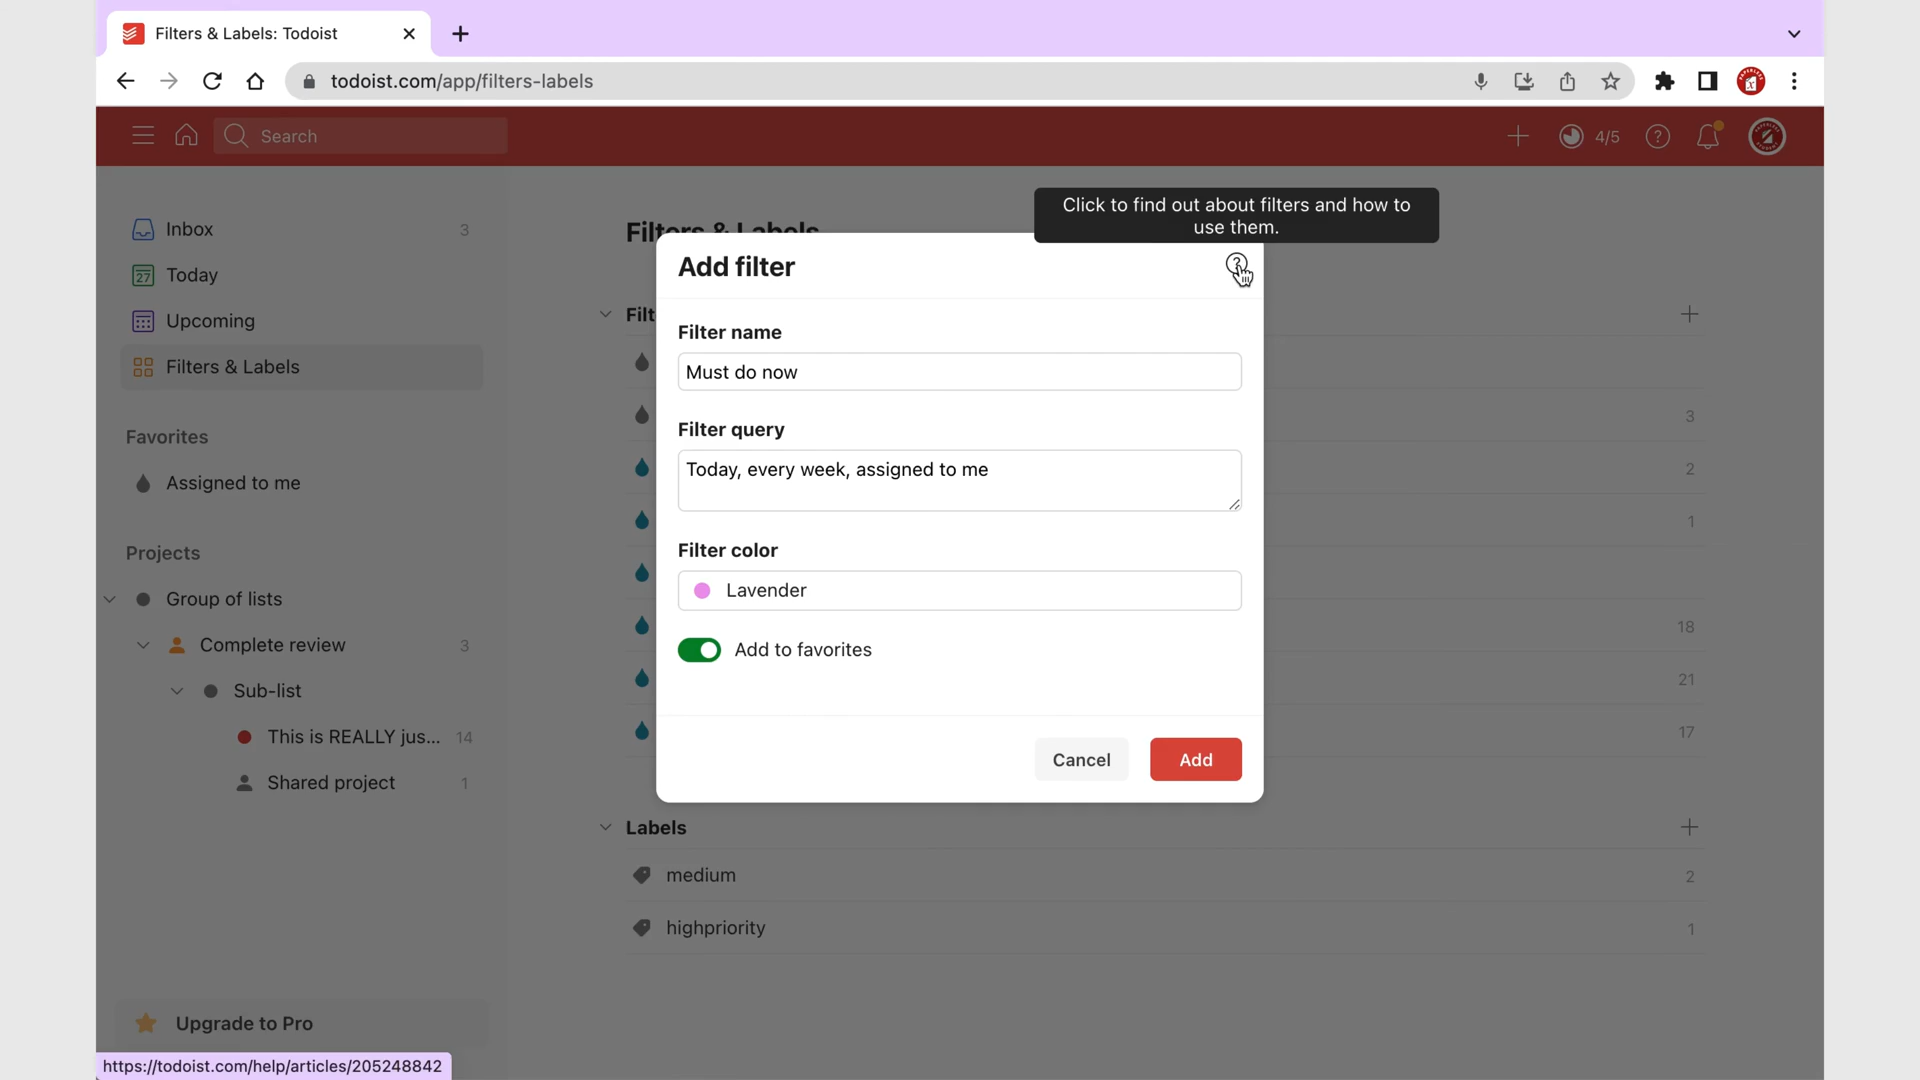 Filters & Labels: Todoist
todoist.com/app/filters-labels
Search
4/5
Click to find out about filters and how to
use them.
Inbox 3
27 Today
Upcoming
Filters & Labels
Favorites
Assigned to me
Projects
Group of lists
Complete review 3
Sub-list
This is REALLY jus... 14
Shared project 1
Upgrade to Pro
https://todoist.com/help/articles/205248842
Filters & Labels
Filt
3
2
1
18
21
17
Add filter
Filter name
Must do now
Filter query
Today, every week, assigned to me
Filter color
Lavender
Add to favorites
Cancel Add
Labels
medium 2
highpriority 1